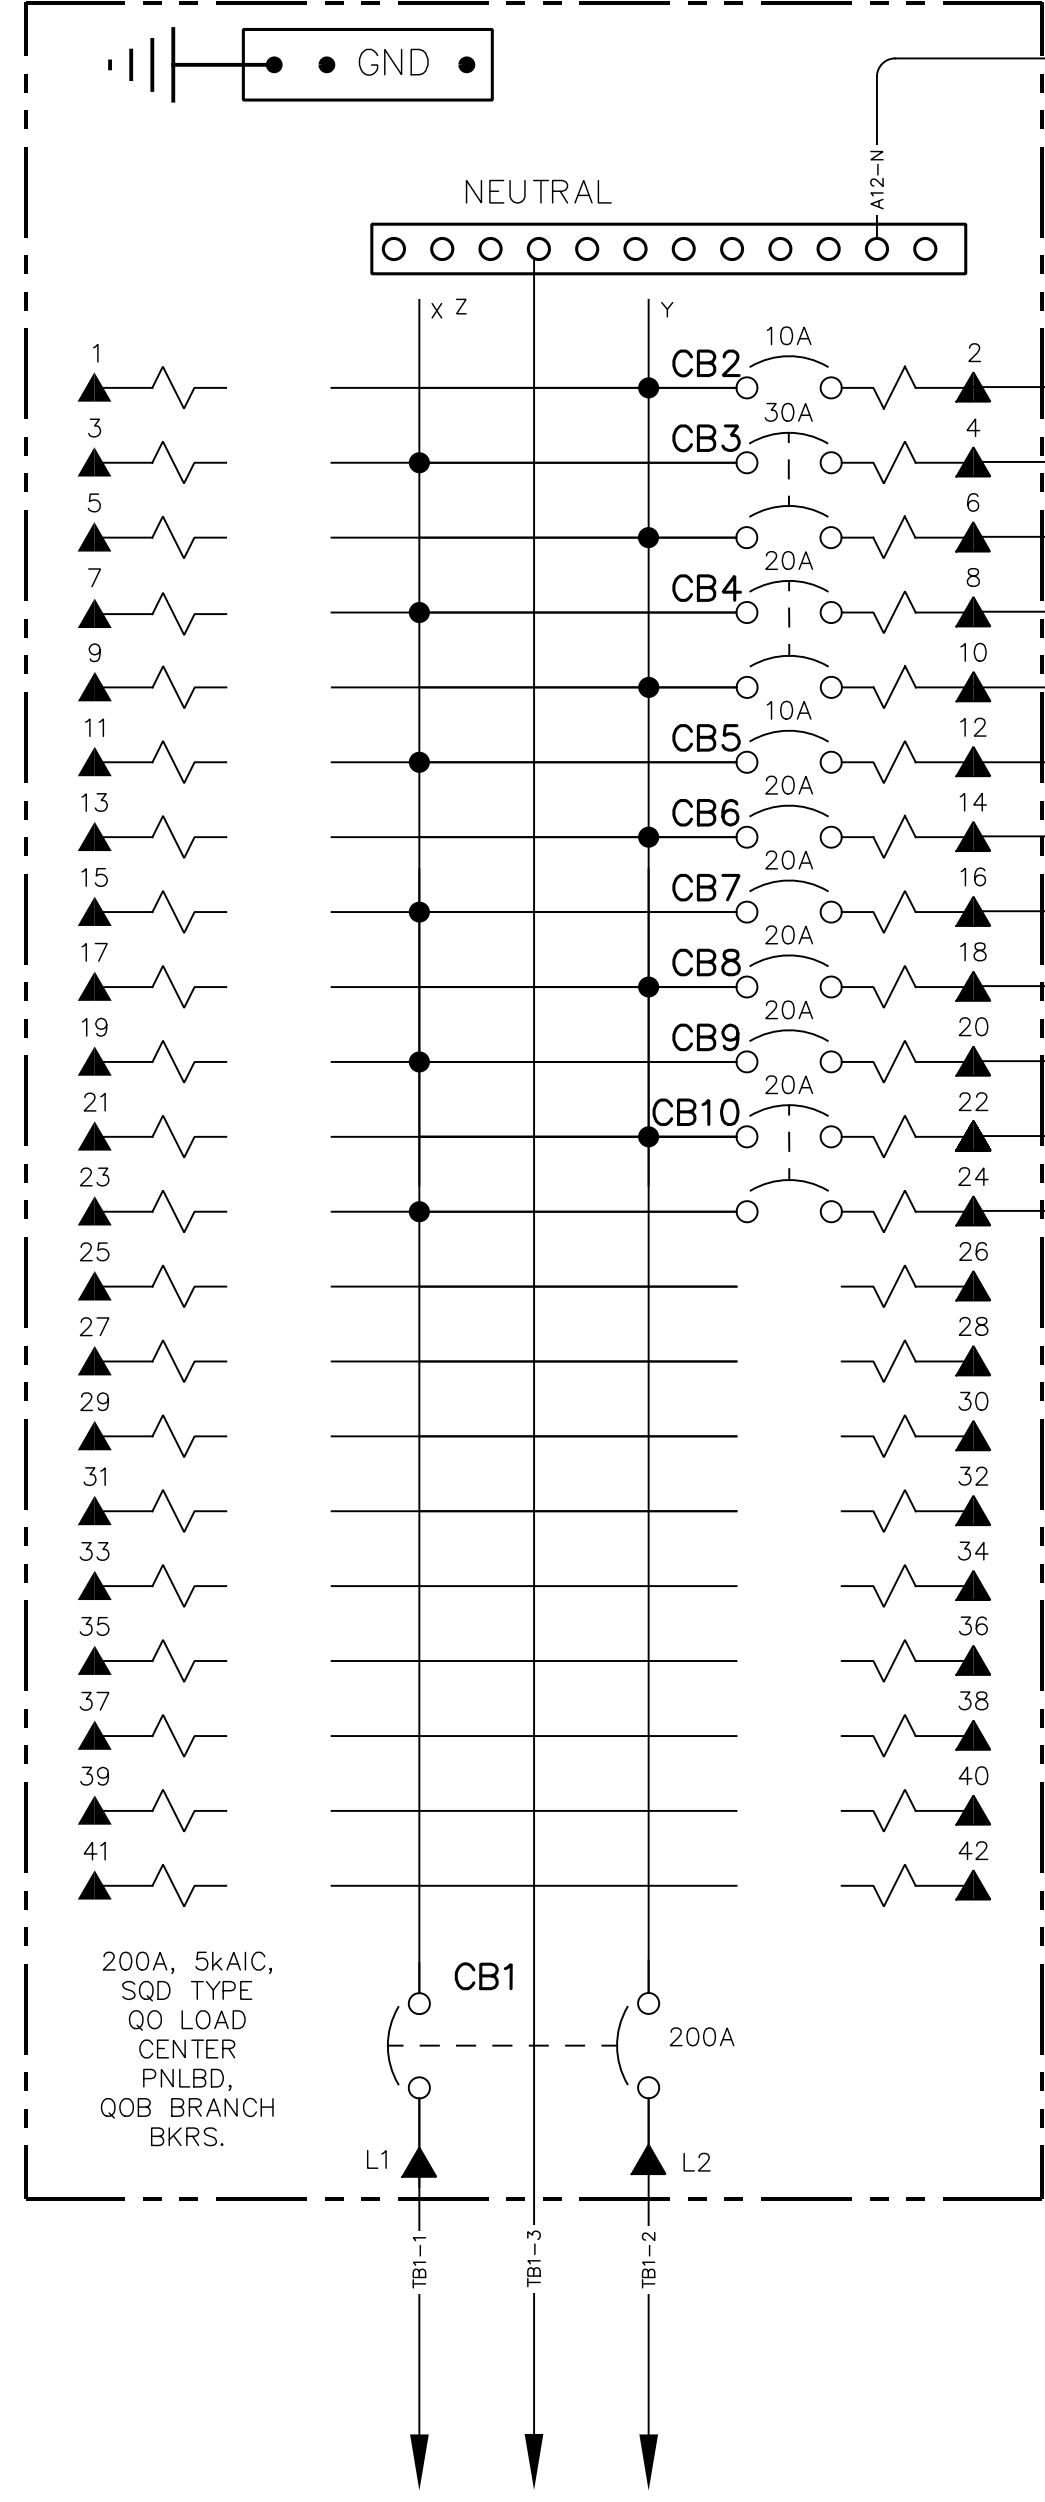 GND
A12-N
NEUTRAL
X Z Y
10A
1 CB2 2
30A
3 CB3 4
5 6
20A
7 CB4 8
9 10
10A
11 CB5 12
20A
13 CB6 14
20A
15 CB7 16
20A
17 CB8 18
20A
19 CB9 20
20A
21 CB10 22
23 24
25 26
27 28
29 30
31 32
33 34
35 36
37 38
39 40
41 42
200A, 5kAIC,
SQD TYPE
QO LOAD
CENTER
PNLBD,
QOB BRANCH
BKRS.
CB1
200A
L1 L2
TB1-1 TB1-3 TB1-2